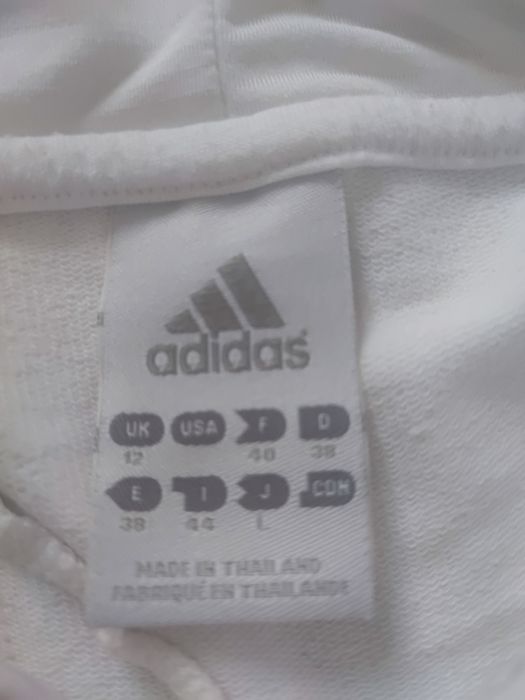 adidas
UK USA F D
12 40 38
E I J CDN
38 44 L
MADE IN THAILAND
FABRIQUÉ EN THAILANDE